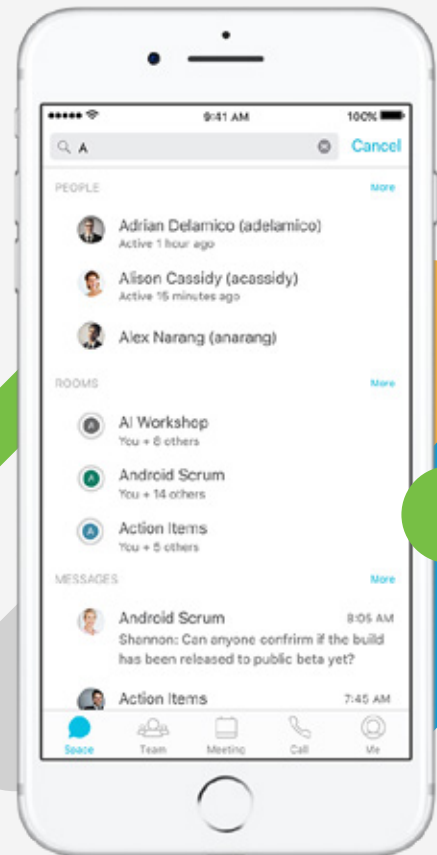 9:41 AM
100%
A
Cancel
PEOPLE
More
Adrian Delamico (adelamico)
Active 1 hour ago
Alison Cassidy (acassidy)
Active 15 minutes ago
Alex Narang (anarang)
ROOMS
More
A
AI Workshop
You + 8 others
A
Android Scrum
You + 14 others
A
Action Items
You + 5 others
MESSAGES
More
Android Scrum
8:05 AM
Shannon: Can anyone confrirm if the build
has been released to public beta yet?
Action Items
7:45 AM
Space
Team
Meeting
Call
Me